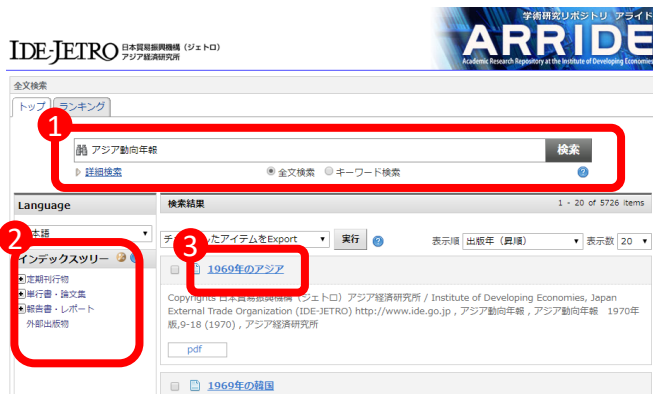 学術研究リポジトリ アライド
ARRIDE
Academic Research Repository at the Institute of Developing Economies
IDE-JETRO 日本貿易振興機構 (ジェトロ)
アジア経済研究所
全文検索
トップ ランキング
1
アジア動向年報 検索
詳細検索 全文検索 キーワード検索 ?
Language
本語
2
インデックスツリー
定期刊行物
単行書・論文集
報告書・レポート
外部出版物
検索結果 1 - 20 of 5726 items
チ いたアイテムをExport 実行 ? 表示順 出版年 (昇順) 表示数 20
3
1969年のアジア
Copyrights 日本貿易振興機構（ジェトロ）アジア経済研究所 / Institute of Developing Economies, Japan
External Trade Organization (IDE-JETRO) http://www.ide.go.jp , アジア動向年報 , アジア動向年報 1970年
版,9-18 (1970) , アジア経済研究所
pdf
1969年の韓国